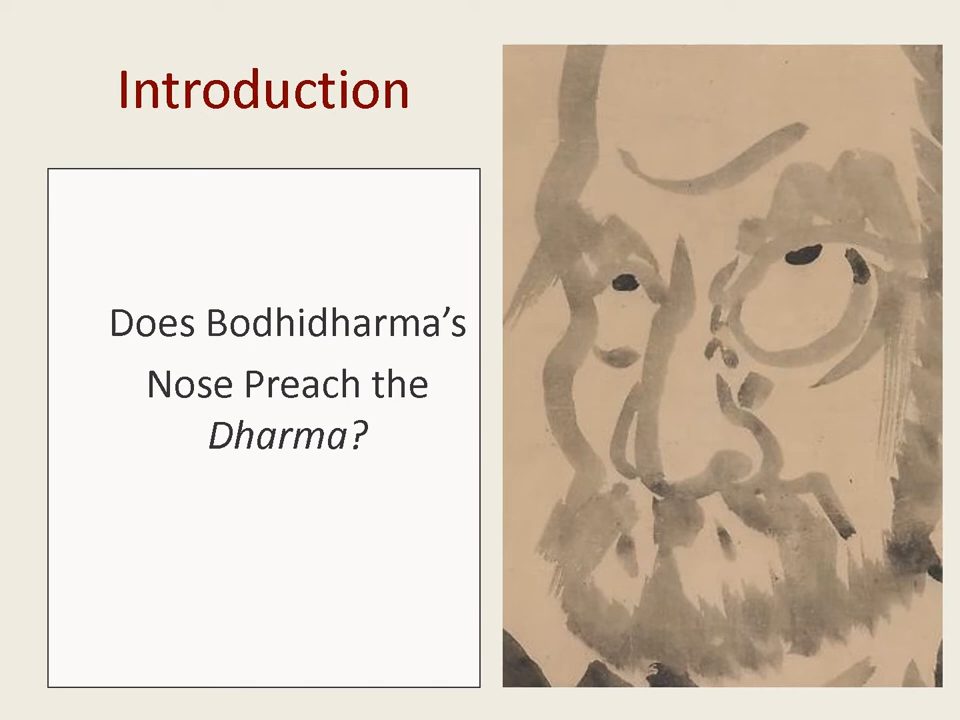 Introduction
Does Bodhidharma’s
Nose Preach the
Dharma?